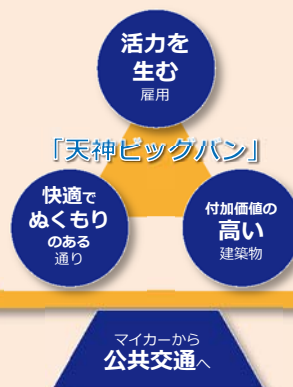 活力を
生む
雇用
「天神ビッグバン」
快適で
ぬくもり
のある
通り
付加価値の
高い
建築物
マイカーから
公共交通へ